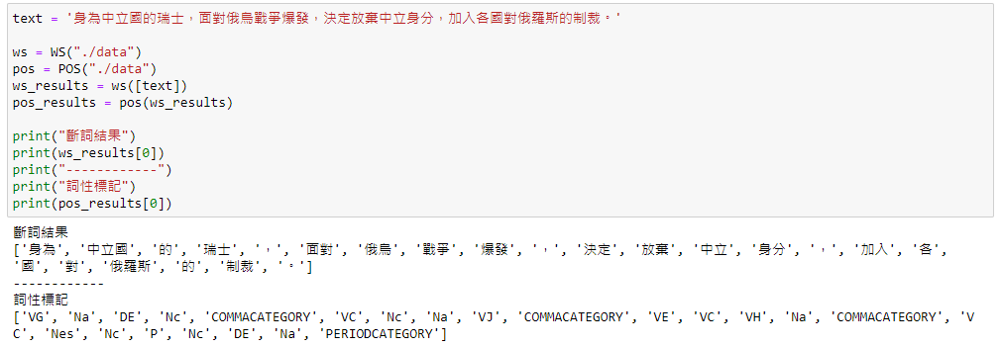 text = '身為中立國的瑞士，面對俄烏戰爭爆發，決定放棄中立身分，加入各國對俄羅斯的制裁。'
ws = WS("./data")
pos = POS("./data")
ws_results = ws([text])
pos_results = pos(ws_results)
print("斷詞結果")
print(ws_results[0])
print("------------")
print("詞性標記")
print(pos_results[0])
斷詞結果
['身為', '中立國', '的', '瑞士', '，', '面對', '俄烏', '戰爭', '爆發', '，', '決定', '放棄', '中立', '身分', '，', '加入', '各',
'國', '對', '俄羅斯', '的', '制裁', '。']
------------
詞性標記
['VG', 'Na', 'DE', 'Nc', 'COMMACATEGORY', 'VC', 'Nc', 'Na', 'VJ', 'COMMACATEGORY', 'VE', 'VC', 'VH', 'Na', 'COMMACATEGORY', 'V
C', 'Nes', 'Nc', 'P', 'Nc', 'DE', 'Na', 'PERIODCATEGORY']